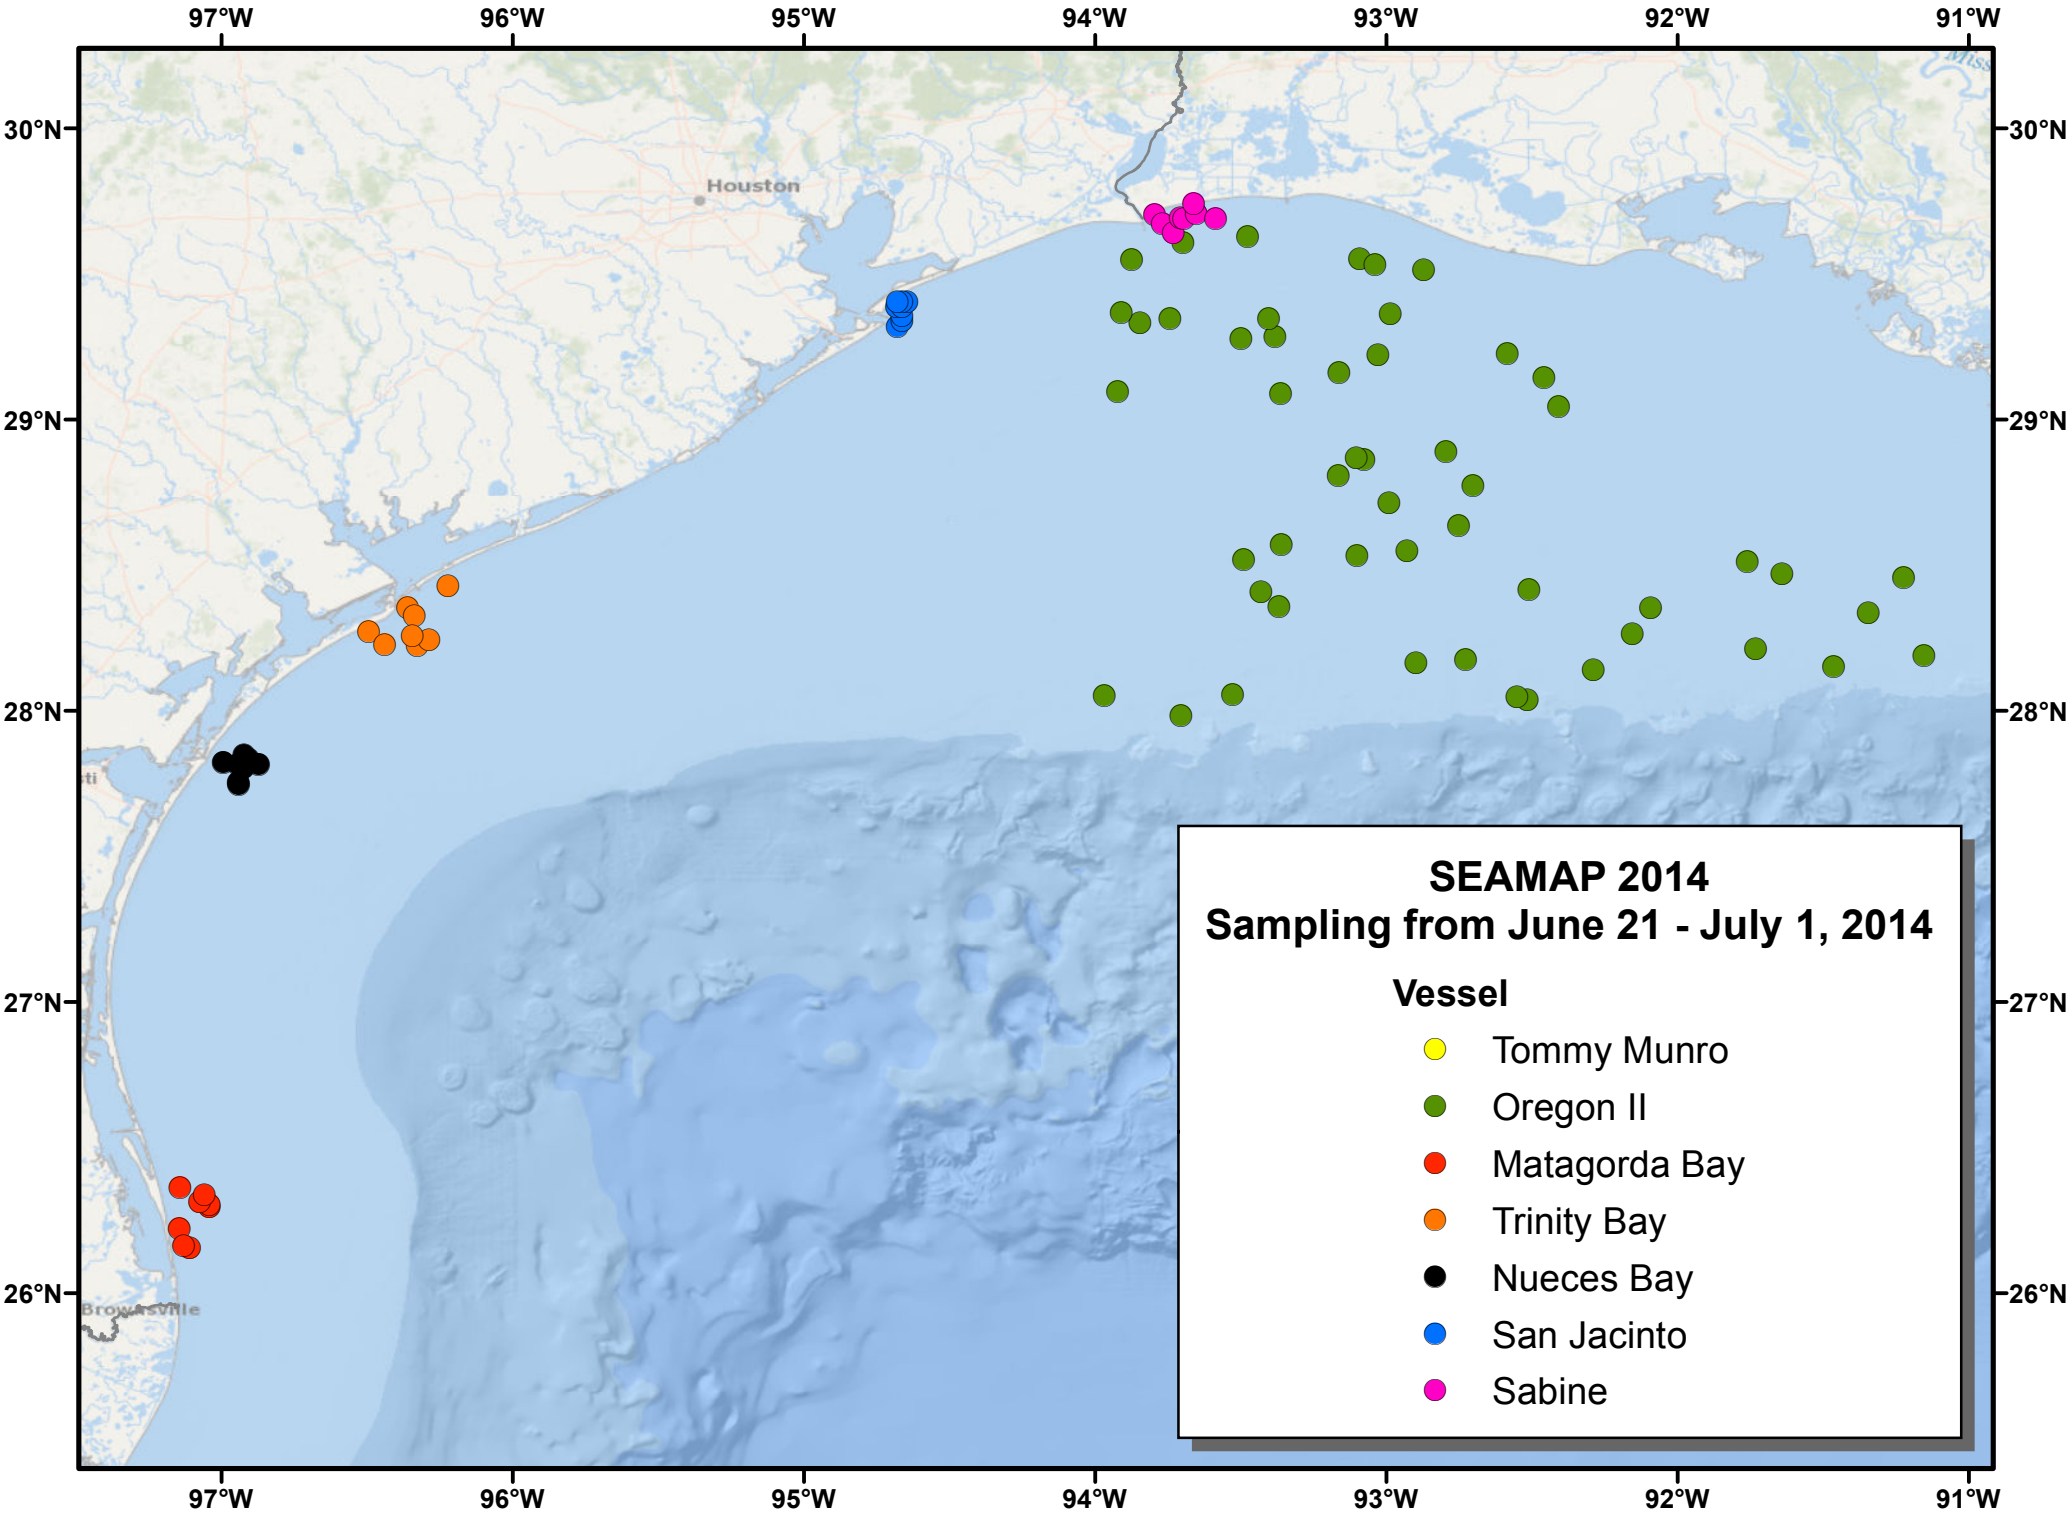 97°W 96°W 95°W 94°W 93°W 92°W 91°W
Miss
30°N 30°N
Houston
29°N 29°N
28°N 28°N
ti
SEAMAP 2014
Sampling from June 21 - July 1, 2014
Vessel
27°N 27°N
Tommy Munro
Oregon II
Matagorda Bay
Trinity Bay
Nueces Bay
26°N 26°N
Brownsville
San Jacinto
Sabine
97°W 96°W 95°W 94°W 93°W 92°W 91°W